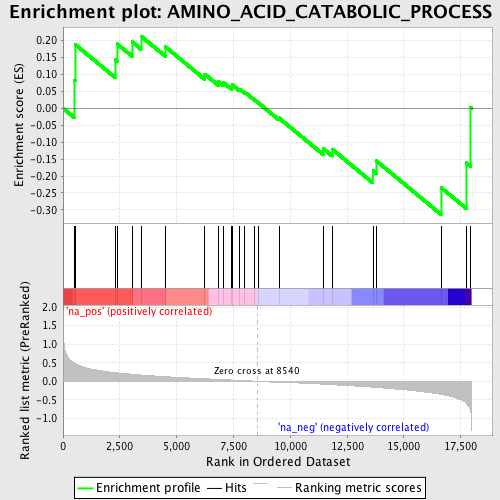 Enrichment plot: AMINO_ACID_CATABOLIC_PROCESS
Enrichment score (ES)
0.20
0.15
0.10
0.05
0.00
-0.05
-0.10
-0.15
-0.20
-0.25
-0.30
'na_pos' (positively correlated)
Ranked list metric (PreRanked)
2.0
1.5
1.0
0.5
0.0
-0.5
-1.0
Zero cross at 8540
'na_neg' (negatively correlated)
0 2,500 5,000 7,500 10,000 12,500 15,000 17,500
Rank in Ordered Dataset
Enrichment profile Hits Ranking metric scores